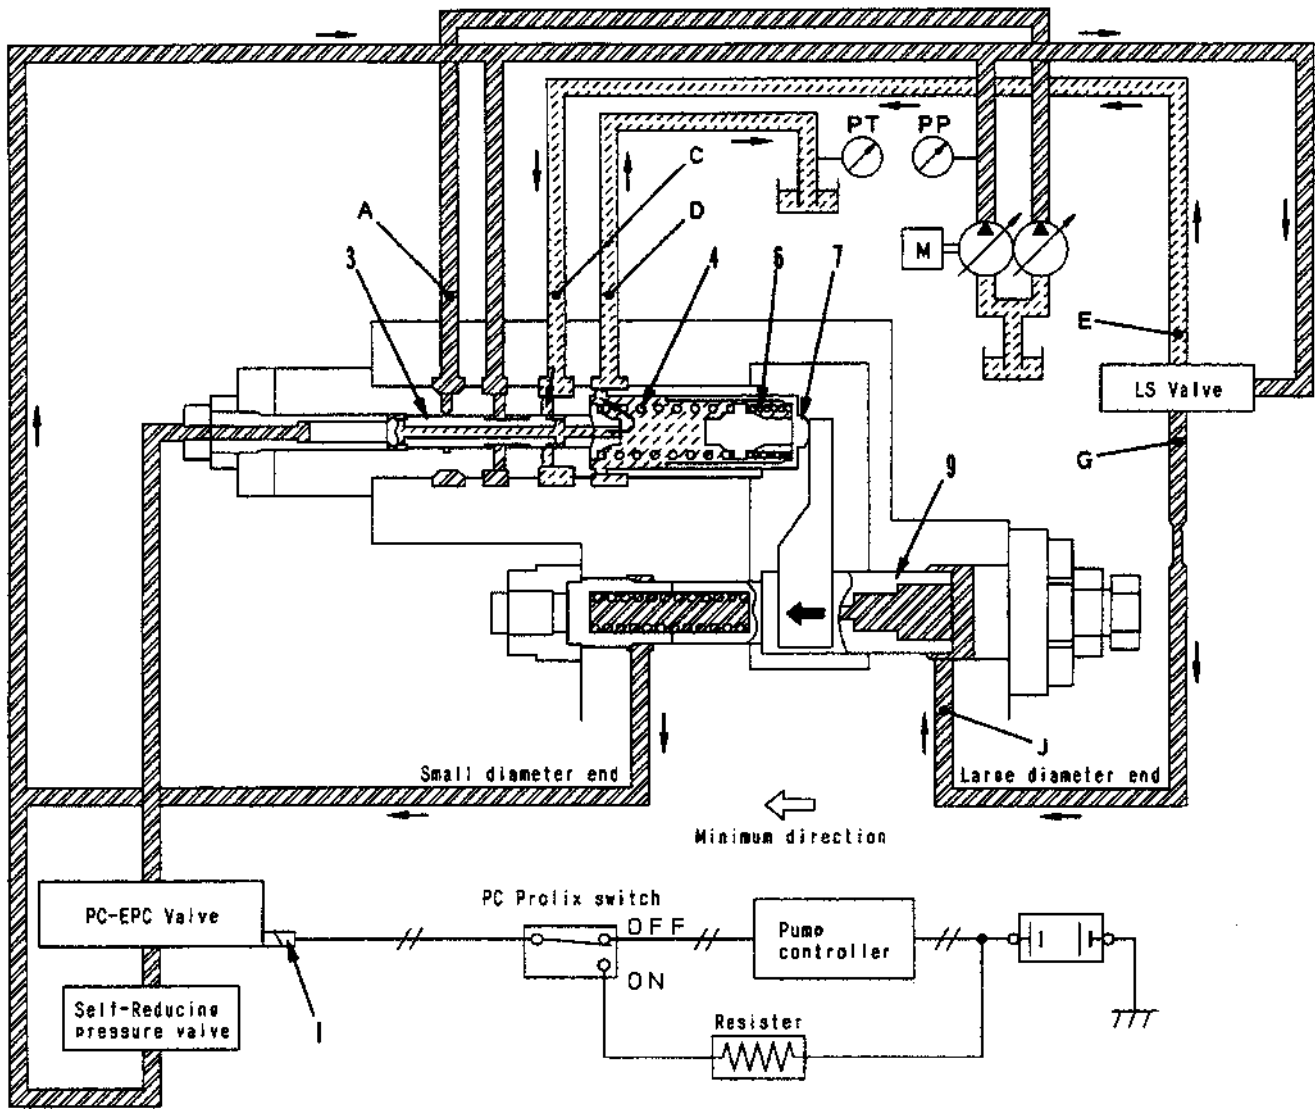 PT PP
C
A D
3 4 6 7
M
E
LS Valve
G
9
J
Small diameter end
Large diameter end
Minimum direction
PC-EPC Valve
PC Prolix switch
OFF
ON
Pump
controller
Self-Reducing
pressure valve
1
Resister